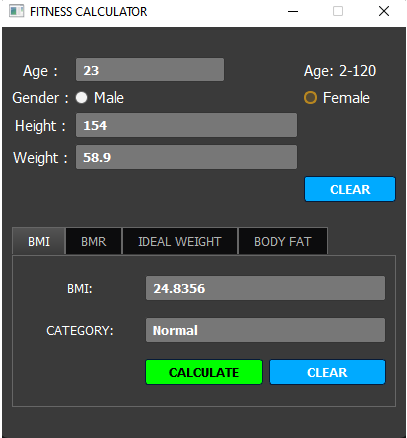 FITNESS CALCULATOR
Age : 23 Age: 2-120
Gender : Male Female
Height : 154
Weight : 58.9
CLEAR
BMI BMR IDEAL WEIGHT BODY FAT
BMI: 24.8356
CATEGORY: Normal
CALCULATE CLEAR